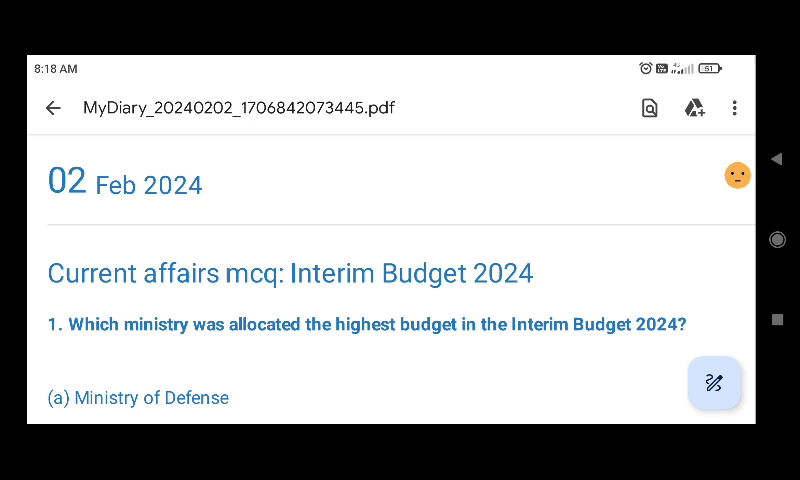 8:18 AM
4G
51
MyDiary_20240202_1706842073445.pdf
02 Feb 2024
Current affairs mcq: Interim Budget 2024
1. Which ministry was allocated the highest budget in the Interim Budget 2024?
(a) Ministry of Defense